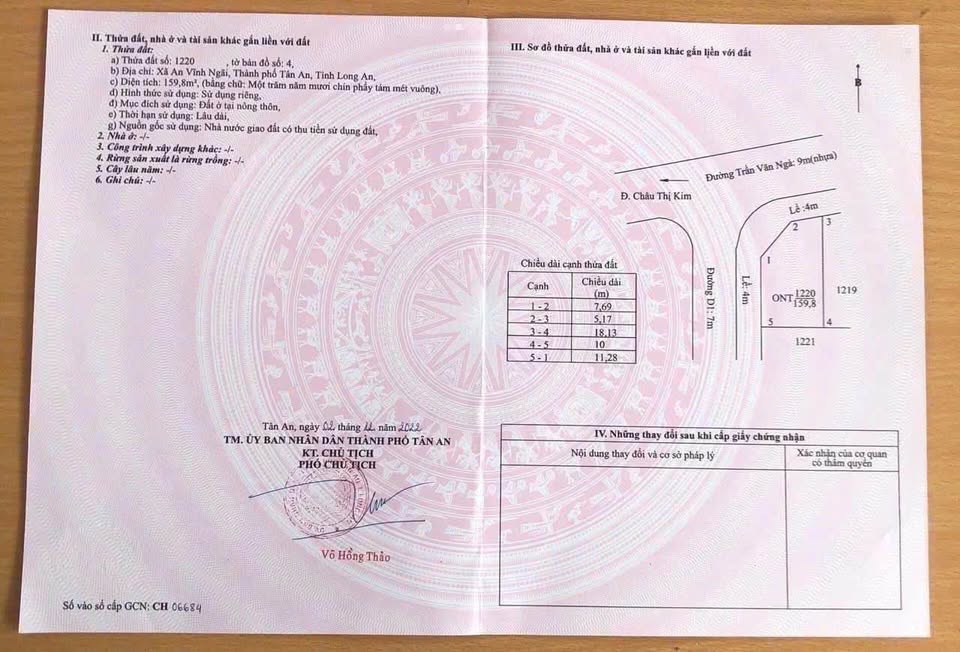 II. Thửa đất, nhà ở và tài sản khác gắn liền với đất
1. Thửa đất:
a) Thửa đất số: 1220 , tờ bản đồ số: 4,
b) Địa chỉ: Xã An Vĩnh Ngãi, Thành phố Tân An, Tỉnh Long An,
c) Diện tích: 159,8m², (bằng chữ: Một trăm năm mươi chín phẩy tám mét vuông),
d) Hình thức sử dụng: Sử dụng riêng,
đ) Mục đích sử dụng: Đất ở tại nông thôn,
e) Thời hạn sử dụng: Lâu dài,
g) Nguồn gốc sử dụng: Nhà nước giao đất có thu tiền sử dụng đất,
2. Nhà ở: -/-
3. Công trình xây dựng khác: -/-
4. Rừng sản xuất là rừng trồng: -/-
5. Cây lâu năm: -/-
6. Ghi chú: -/-
Tân An, ngày 02 tháng 12 năm 2022
TM. ỦY BAN NHÂN DÂN THÀNH PHỐ TÂN AN
KT. CHỦ TỊCH
PHÓ CHỦ TỊCH
Võ Hồng Thảo
Số vào sổ cấp GCN: CH 06684
III. Sơ đồ thửa đất, nhà ở và tài sản khác gắn liền với đất
B
Đường Trần Văn Ngà: 9m(nhựa)
Đ. Châu Thị Kim
Lề :4m
2
3
1
Đường D1: 7m
Lề: 4m
ONT 1220
159,8
1219
5
4
1221
Chiều dài cạnh thửa đất
Cạnh Chiều dài
(m)
1 - 2 7,69
2 - 3 5,17
3 - 4 18,13
4 - 5 10
5 - 1 11,28
IV. Những thay đổi sau khi cấp giấy chứng nhận
Nội dung thay đổi và cơ sở pháp lý
Xác nhận của cơ quan
có thẩm quyền